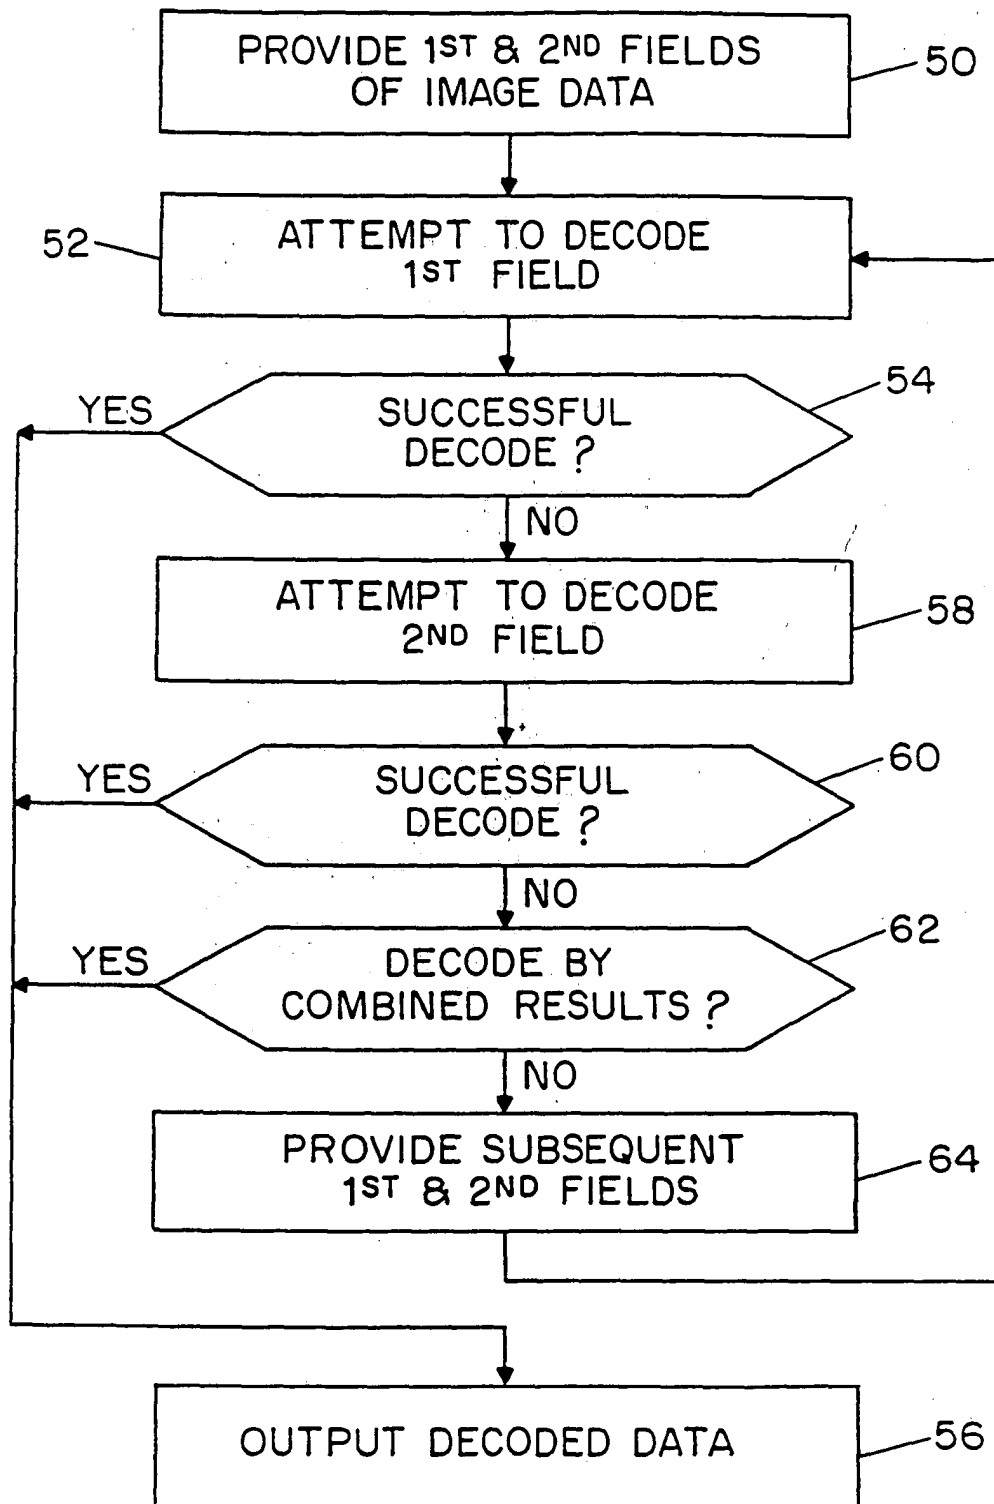 PROVIDE 1ST & 2ND FIELDS
OF IMAGE DATA
50
ATTEMPT TO DECODE
1ST FIELD
52
SUCCESSFUL
DECODE ?
54
YES
NO
ATTEMPT TO DECODE
2ND FIELD
58
SUCCESSFUL
DECODE ?
60
YES
NO
DECODE BY
COMBINED RESULTS ?
62
YES
NO
PROVIDE SUBSEQUENT
1ST & 2ND FIELDS
64
OUTPUT DECODED DATA
56